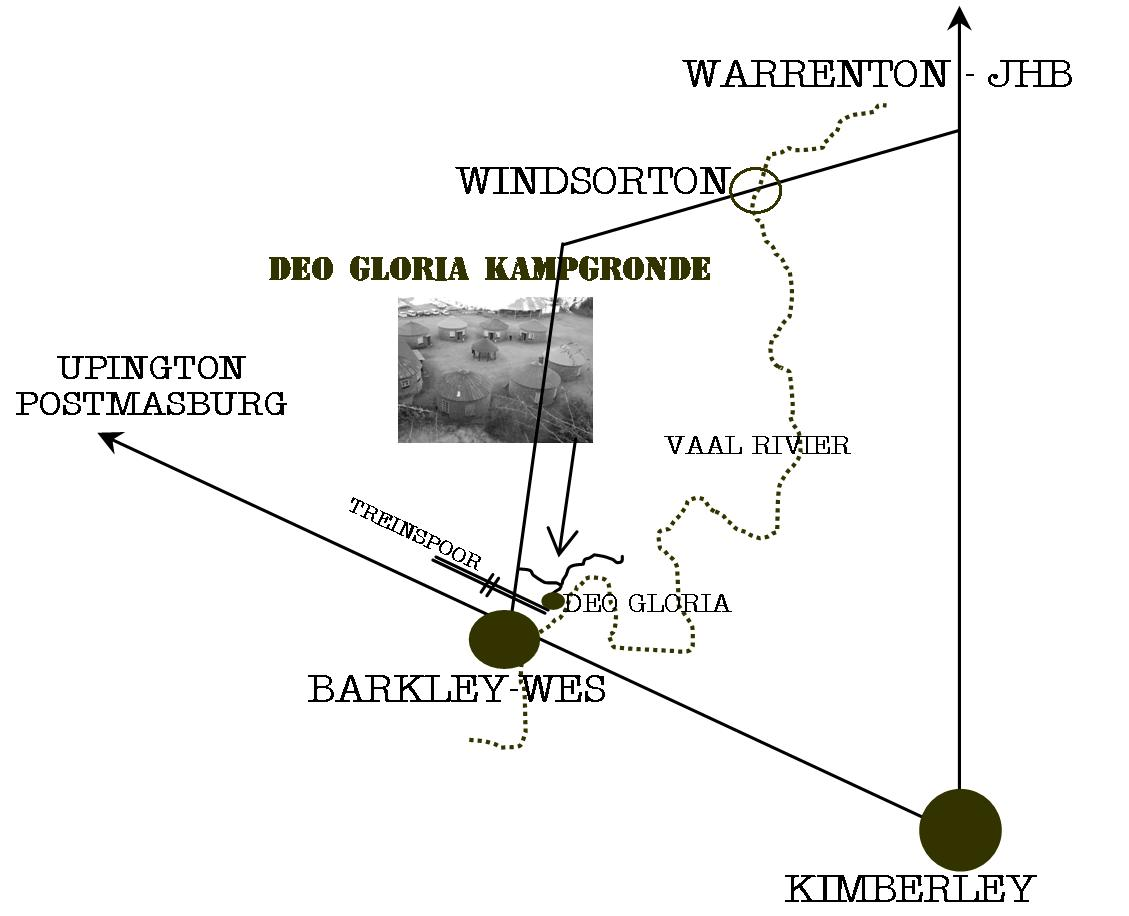 WARRENTON - JHB
WINDSORTON
DEO GLORIA KAMPGRONDE
UPINGTON
POSTMASBURG
VAAL RIVIER
TREINSPOOR
DEO GLORIA
BARKLEY-WES
KIMBERLEY